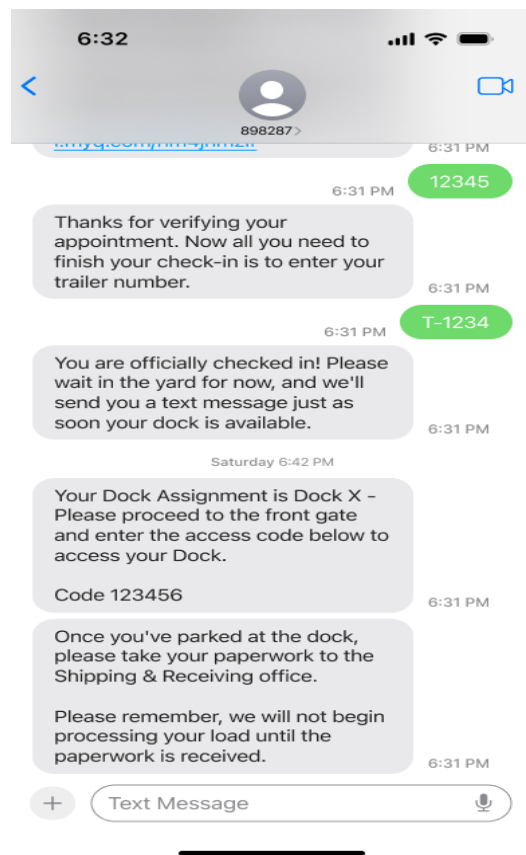 6:32
898287>
6:31 PM
12345
6:31 PM
Thanks for verifying your
appointment. Now all you need to
finish your check-in is to enter your
trailer number.
6:31 PM
T-1234
6:31 PM
You are officially checked in! Please
wait in the yard for now, and we'll
send you a text message just as
soon your dock is available.
6:31 PM
Saturday 6:42 PM
Your Dock Assignment is Dock X -
Please proceed to the front gate
and enter the access code below to
access your Dock.
Code 123456
6:31 PM
Once you've parked at the dock,
please take your paperwork to the
Shipping & Receiving office.
Please remember, we will not begin
processing your load until the
paperwork is received.
6:31 PM
Text Message